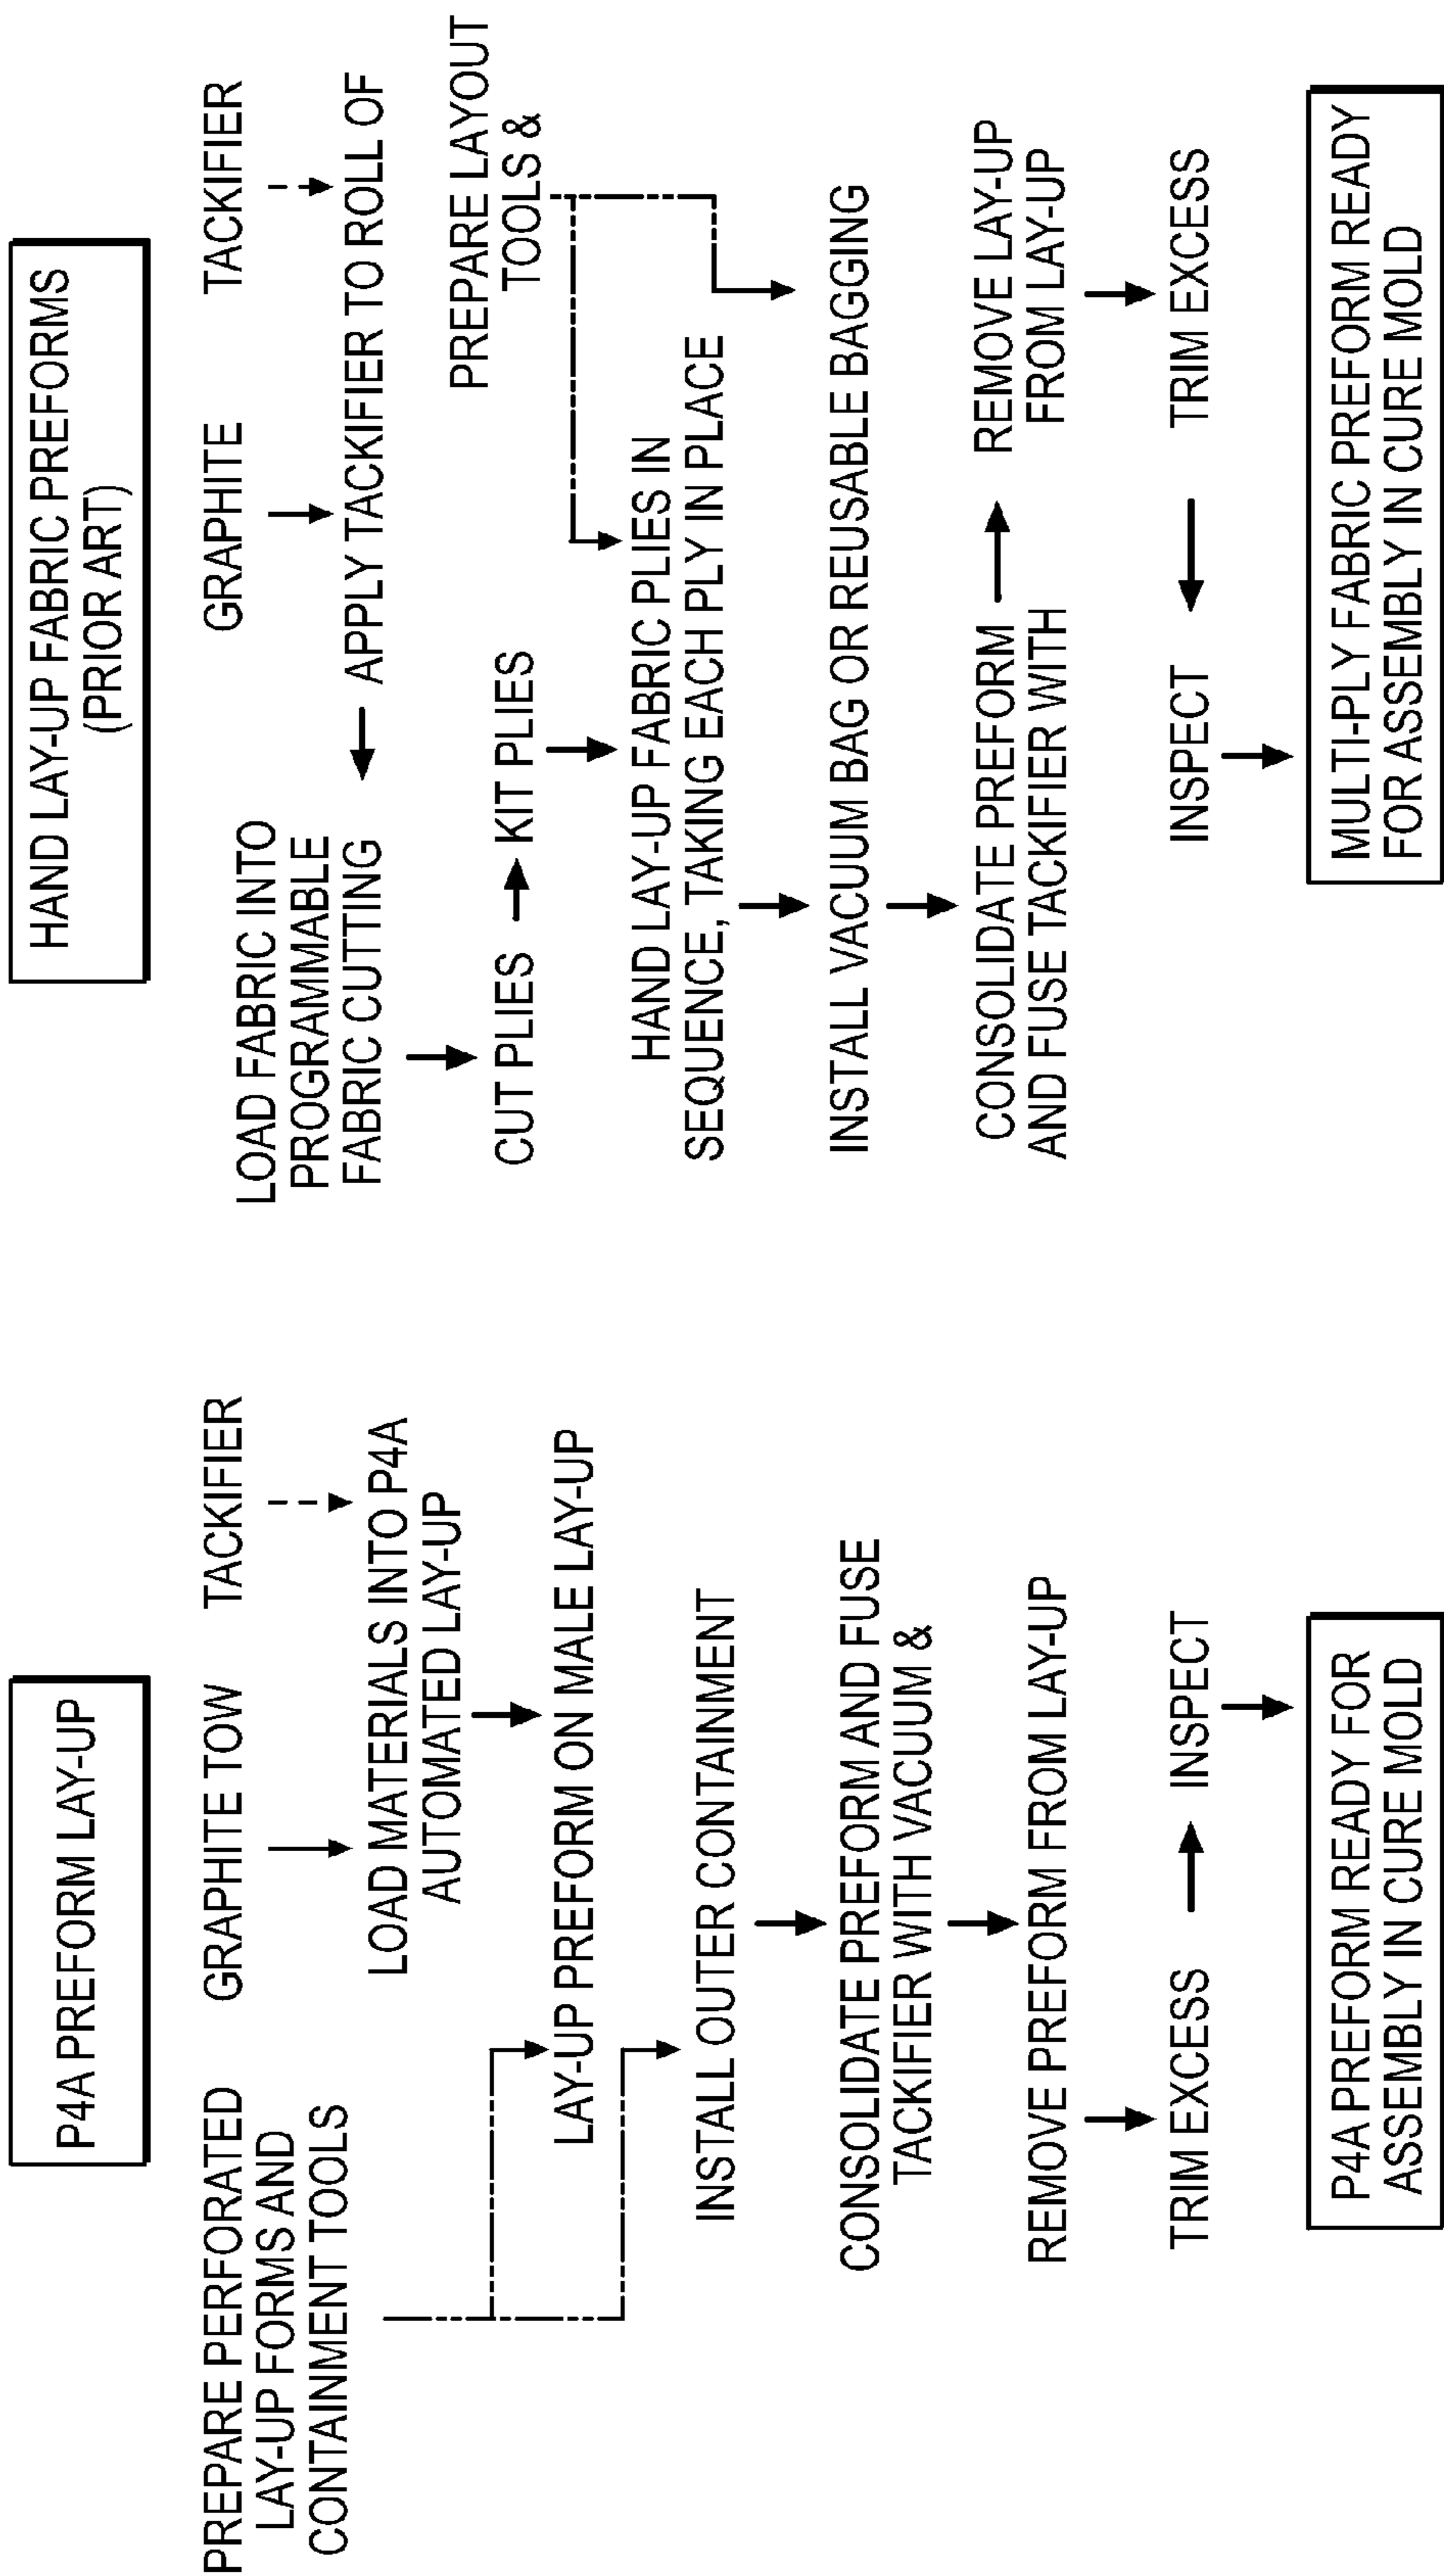 P4A PREFORM LAY-UP
PREPARE PERFORATED
LAY-UP FORMS AND
CONTAINMENT TOOLS
GRAPHITE TOW
TACKIFIER
LOAD MATERIALS INTO P4A
AUTOMATED LAY-UP
LAY-UP PREFORM ON MALE LAY-UP
INSTALL OUTER CONTAINMENT
CONSOLIDATE PREFORM AND FUSE
TACKIFIER WITH VACUUM &
REMOVE PREFORM FROM LAY-UP
TRIM EXCESS
INSPECT
P4A PREFORM READY FOR
ASSEMBLY IN CURE MOLD
HAND LAY-UP FABRIC PREFORMS
(PRIOR ART)
GRAPHITE
TACKIFIER
LOAD FABRIC INTO
PROGRAMMABLE
FABRIC CUTTING
APPLY TACKIFIER TO ROLL OF
PREPARE LAYOUT
TOOLS &
CUT PLIES
KIT PLIES
HAND LAY-UP FABRIC PLIES IN
SEQUENCE, TAKING EACH PLY IN PLACE
INSTALL VACUUM BAG OR REUSABLE BAGGING
CONSOLIDATE PREFORM
AND FUSE TACKIFIER WITH
REMOVE LAY-UP
FROM LAY-UP
INSPECT
TRIM EXCESS
MULTI-PLY FABRIC PREFORM READY
FOR ASSEMBLY IN CURE MOLD